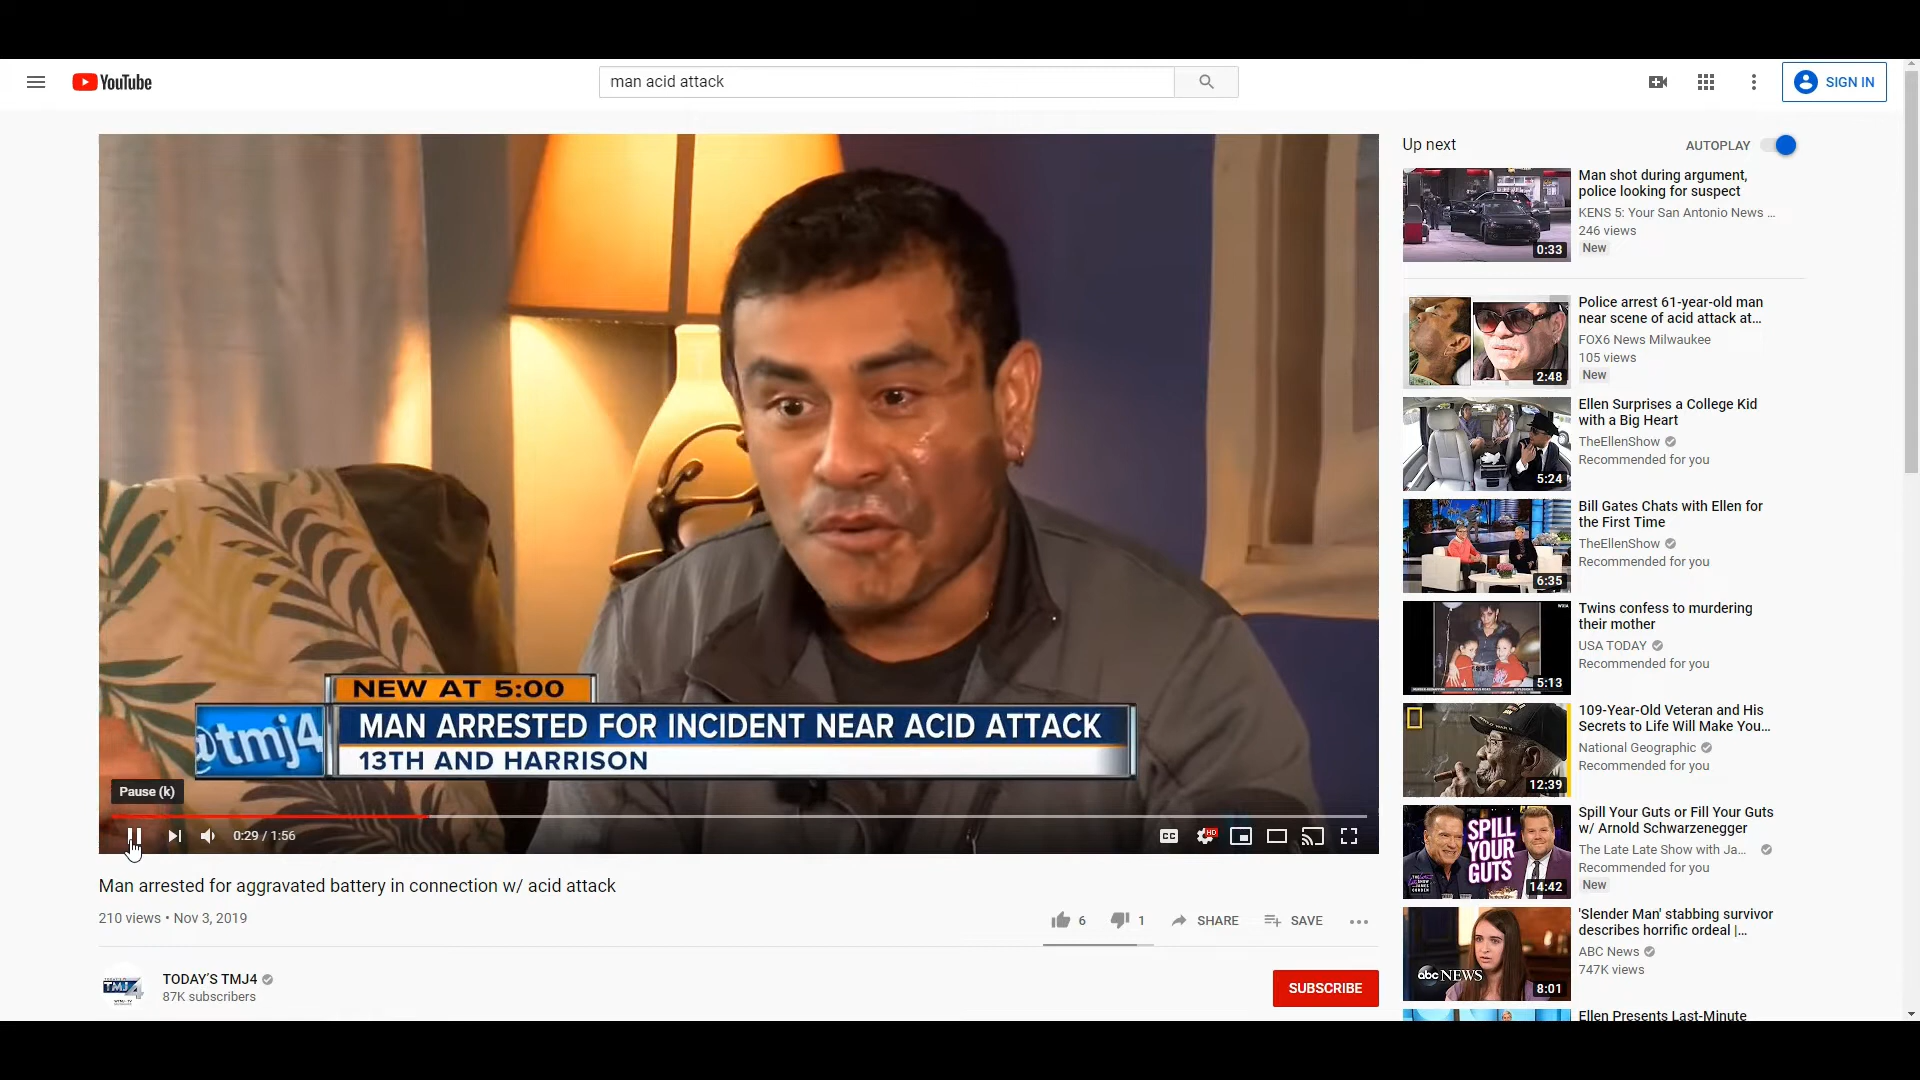 YouTube
man acid attack
SIGN IN
NEW AT 5:00
@tmj4
MAN ARRESTED FOR INCIDENT NEAR ACID ATTACK
13TH AND HARRISON
Pause (k)
0:29 / 1:56
CC
HD
Man arrested for aggravated battery in connection w/ acid attack
210 views • Nov 3, 2019
6
1
SHARE
SAVE
TMJ4
TODAY'S TMJ4
87K subscribers
SUBSCRIBE
Up next
AUTOPLAY
0:33
Man shot during argument,
police looking for suspect
KENS 5: Your San Antonio News ...
246 views
New
2:48
Police arrest 61-year-old man
near scene of acid attack at...
FOX6 News Milwaukee
105 views
New
5:24
Ellen Surprises a College Kid
with a Big Heart
TheEllenShow
Recommended for you
6:35
Bill Gates Chats with Ellen for
the First Time
TheEllenShow
Recommended for you
5:13
Twins confess to murdering
their mother
USA TODAY
Recommended for you
12:39
109-Year-Old Veteran and His
Secrets to Life Will Make You...
National Geographic
Recommended for you
SPILL
YOUR
GUTS
14:42
Spill Your Guts or Fill Your Guts
w/ Arnold Schwarzenegger
The Late Late Show with Ja...
Recommended for you
New
abc NEWS
8:01
'Slender Man' stabbing survivor
describes horrific ordeal |...
ABC News
747K views
Ellen Presents Last-Minute